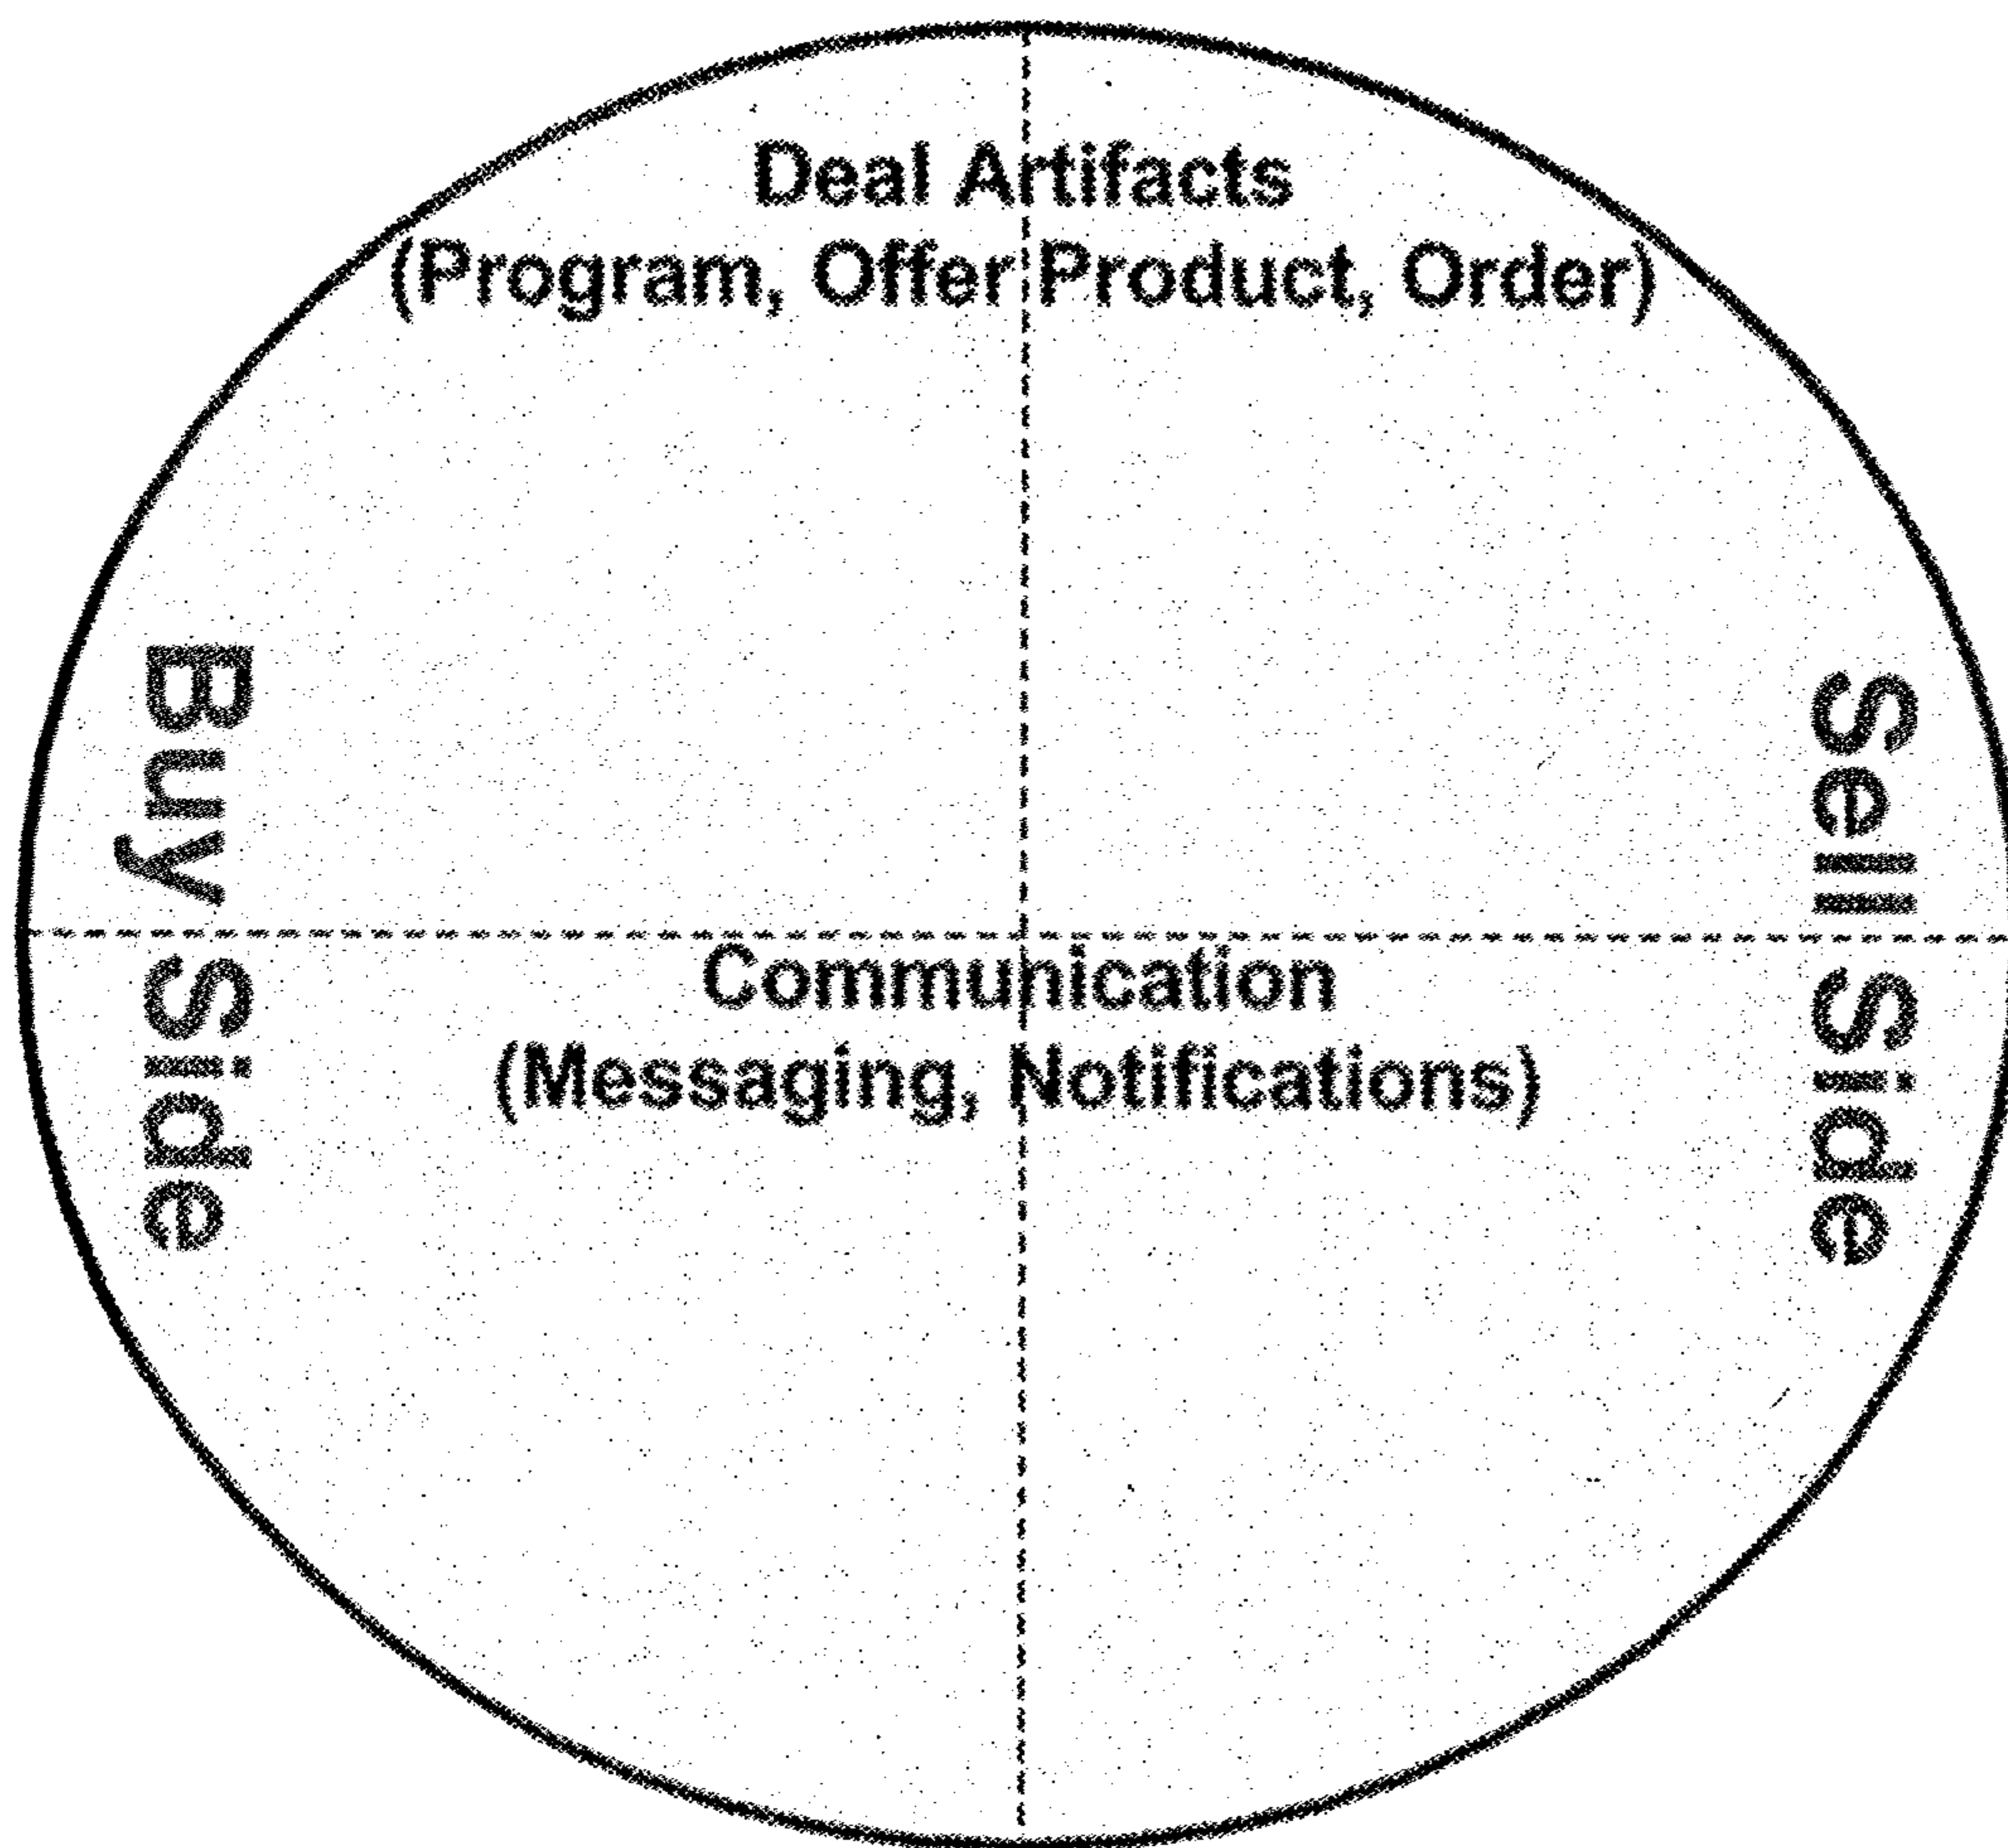 Deal Artifacts
(Program, Offer Product, Order)
Buy Side
Sell Side
Communication
(Messaging, Notifications)